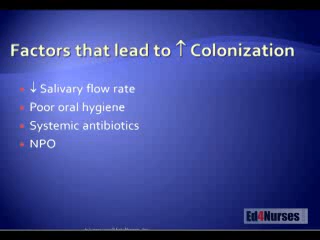 Factors that lead to ↑ Colonization
↓ Salivary flow rate
Poor oral hygiene
Systemic antibiotics
NPO
Ed4Nurses